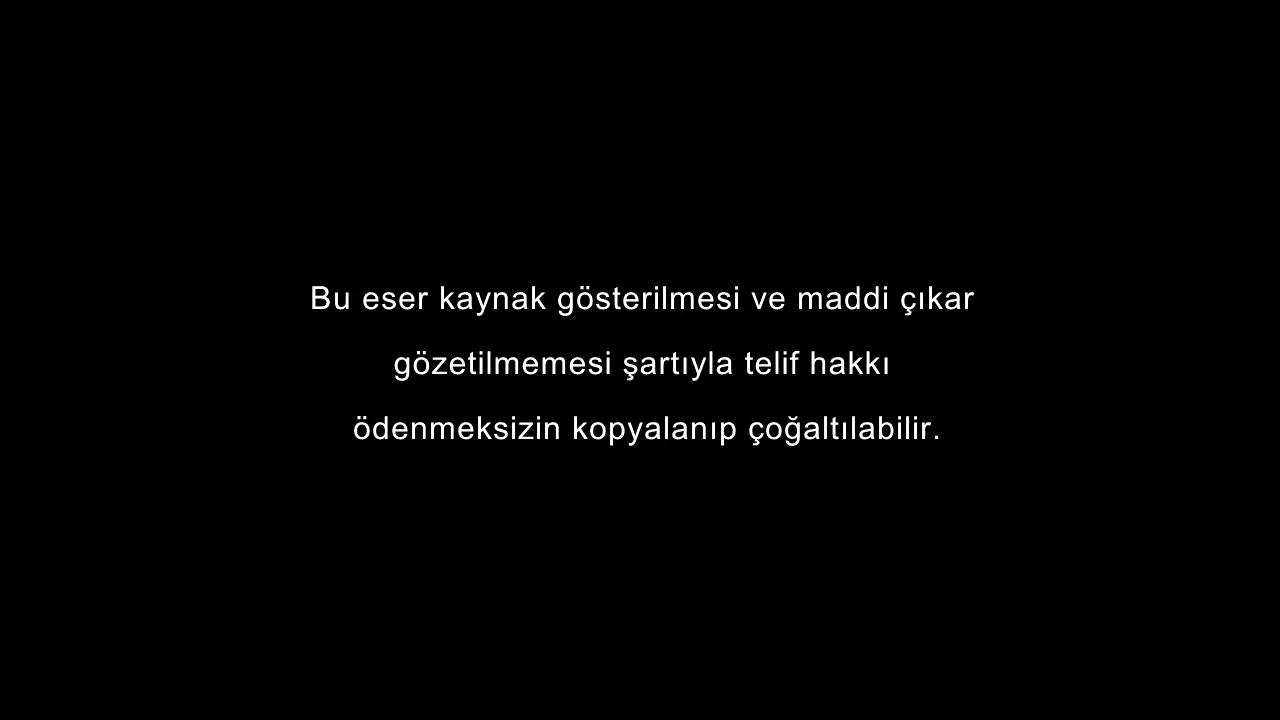 Bu eser kaynak gösterilmesi ve maddi çıkar
gözetilmemesi şartıyla telif hakkı
ödenmeksizin kopyalanıp çoğaltılabilir.